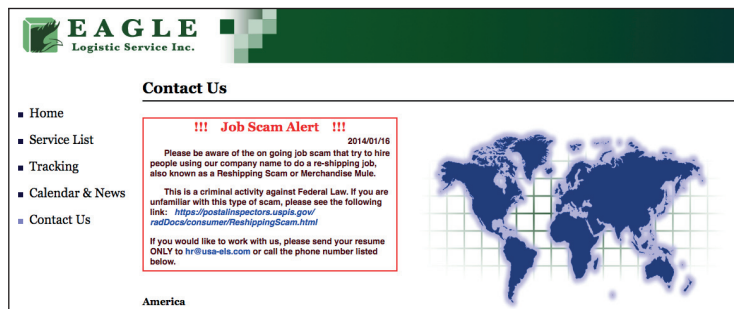 EAGLE
Logistic Service Inc.
Contact Us
Home
Service List
Tracking
Calendar & News
Contact Us
!!! Job Scam Alert !!!
2014/01/16
Please be aware of the on going job scam that try to hire
people using our company name to do a re-shipping job,
also known as a Reshipping Scam or Merchandise Mule.
This is a criminal activity against Federal Law. If you are
unfamiliar with this type of scam, please see the following
link: https://postalinspectors.uspis.gov/
radDocs/consumer/ReshippingScam.html
If you would like to work with us, please send your resume
ONLY to hr@usa-els.com or call the phone number listed
below.
America